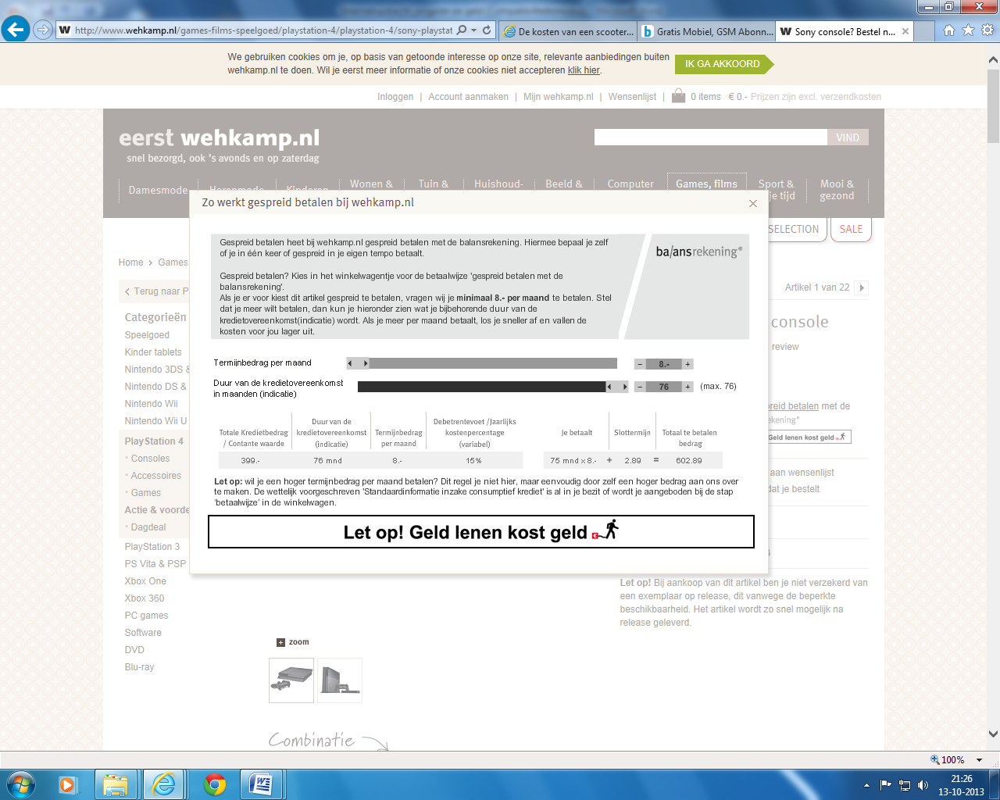 http://www.wehkamp.nl/games-films-speelgoed/playstation-4/playstation-4/sony-playstat
De kosten van een scooter...
Gratis Mobiel, GSM Abonn...
W Sony console? Bestel n...
We gebruiken cookies om je, op basis van getoonde interesse op onze site, relevante aanbiedingen buiten
wehkamp.nl te doen. Wil je eerst meer informatie of onze cookies niet accepteren klik hier.
IK GA AKKOORD
Inloggen | Account aanmaken | Mijn wehkamp.nl | Wensenlijst | 0 items € 0.- Prijzen zijn excl. verzendkosten
eerst wehkamp.nl
snel bezorgd, ook 's avonds en op zaterdag
VIND
Damesmode
Herenmode
Kinderen
Wonen &
Tuin &
Huishoud-
Beeld &
Computer
Games, films
Sport &
je tijd
Mooi &
gezond
SELECTION
SALE
Zo werkt gespreid betalen bij wehkamp.nl
Gespreid betalen heet bij wehkamp.nl gespreid betalen met de balansrekening. Hiermee bepaal je zelf
of je in één keer of gespreid in je eigen tempo betaalt.
Gespreid betalen? Kies in het winkelwagentje voor de betaalwijze 'gespreid betalen met de
balansrekening'.
Als je er voor kiest dit artikel gespreid te betalen, vragen wij je minimaal 8.- per maand te betalen. Stel
dat je meer wilt betalen, dan kun je hieronder zien wat je bijbehorende duur van de
kredietovereenkomst(indicatie) wordt. Als je meer per maand betaalt, los je sneller af en vallen de
kosten voor jou lager uit.
ba/ansrekening®
Termijnbedrag per maand
− 8.- +
Duur van de kredietovereenkomst
in maanden (indicatie)
− 76 + (max. 76)
Totale Kredietbedrag
/ Contante waarde
Duur van de
kredietovereenkomst
(indicatie)
Termijnbedrag
per maand
Debetrentevoet /Jaarlijks
kostenpercentage
(variabel)
Je betaalt
Slottermijn
Totaal te betalen
bedrag
399.- 76 mnd 8.- 15% 75 mnd x 8.- + 2.89 = 602.89
Let op: wil je een hoger termijnbedrag per maand betalen? Dit regel je niet hier, maar eenvoudig door zelf een hoger bedrag aan ons over
te maken. De wettelijk voorgeschreven 'Standaardinformatie inzake consumptief krediet' is al in je bezit of wordt je aangeboden bij de stap
'betaalwijze' in de winkelwagen.
Let op! Geld lenen kost geld
Home > Games
Terug naar P
Categorieën
Speelgoed
Kinder tablets
Nintendo 3DS &
Nintendo DS &
Nintendo Wii
Nintendo Wii U
PlayStation 4
Consoles
Accessoires
Games
Actie & voorde
Dagdeal
PlayStation 3
PS Vita & PSP
Xbox One
Xbox 360
PC games
Software
DVD
Blu-ray
Artikel 1 van 22
console
review
reid betalen met de
kening*
Geld lenen kost geld
aan wensenlijst
dat je bestelt
Let op! Bij aankoop van dit artikel ben je niet verzekerd van
een exemplaar op release, dit vanwege de beperkte
beschikbaarheid. Het artikel wordt zo snel mogelijk na
release geleverd.
zoom
Combinatie
100%
21:26
13-10-2013